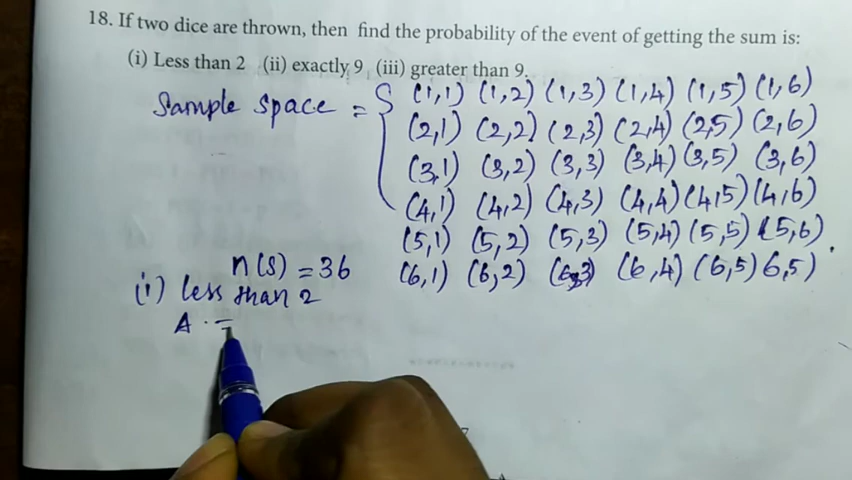 18. If two dice are thrown, then find the probability of the event of getting the sum is:
(i) Less than 2 (ii) exactly 9 (iii) greater than 9.
Sample space = { (1,1) (1,2) (1,3) (1,4) (1,5) (1,6)
(2,1) (2,2) (2,3) (2,4) (2,5) (2,6)
(3,1) (3,2) (3,3) (3,4) (3,5) (3,6)
(4,1) (4,2) (4,3) (4,4) (4,5) (4,6)
(5,1) (5,2) (5,3) (5,4) (5,5) (5,6)
n(S) = 36 (6,1) (6,2) (6,3) (6,4) (6,5) 6,5)
(i) less than 2
A =